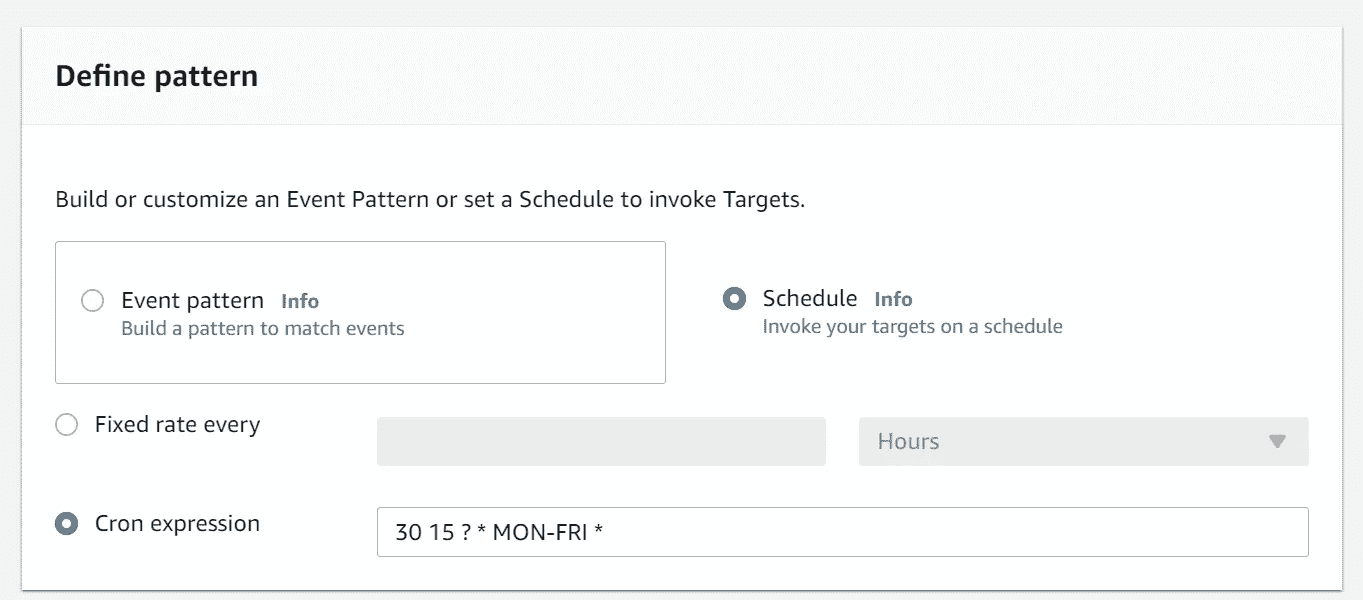 Define pattern
Build or customize an Event Pattern or set a Schedule to invoke Targets.
Event pattern Info
Build a pattern to match events
Schedule Info
Invoke your targets on a schedule
Fixed rate every
Hours
Cron expression
30 15 ? * MON-FRI *